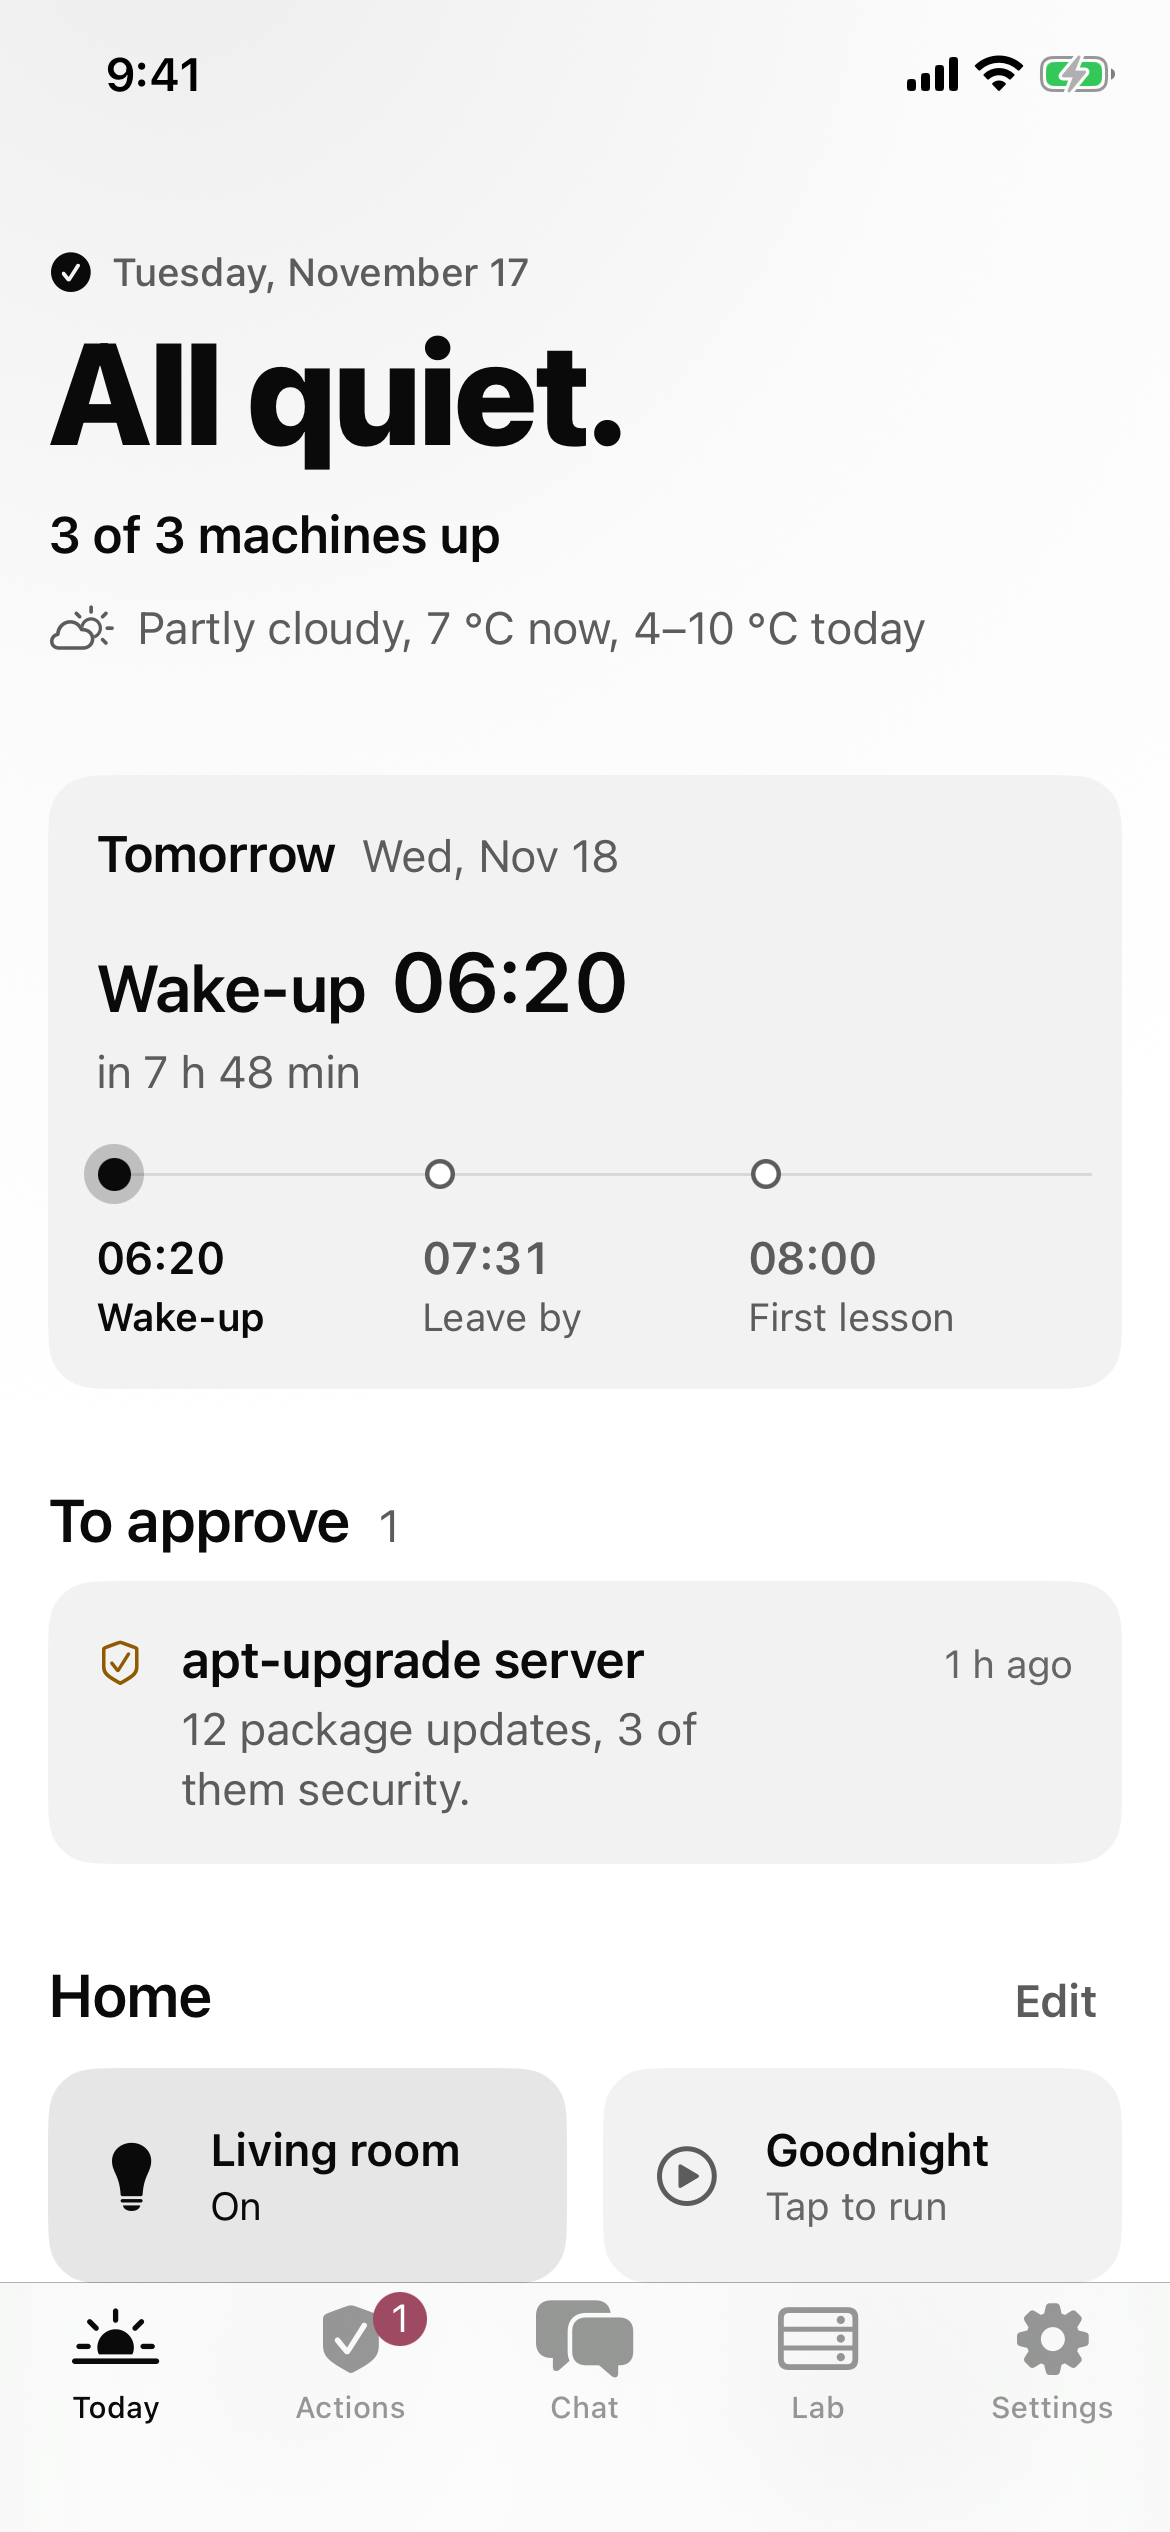 9:41
Tuesday, November 17
All quiet.
3 of 3 machines up
Partly cloudy, 7 °C now, 4–10 °C today
Tomorrow Wed, Nov 18
Wake-up 06:20
in 7 h 48 min
06:20 07:31 08:00
Wake-up Leave by First lesson
To approve 1
apt-upgrade server 1 h ago
12 package updates, 3 of
them security.
Home Edit
Living room Goodnight
On Tap to run
1
Today Actions Chat Lab Settings